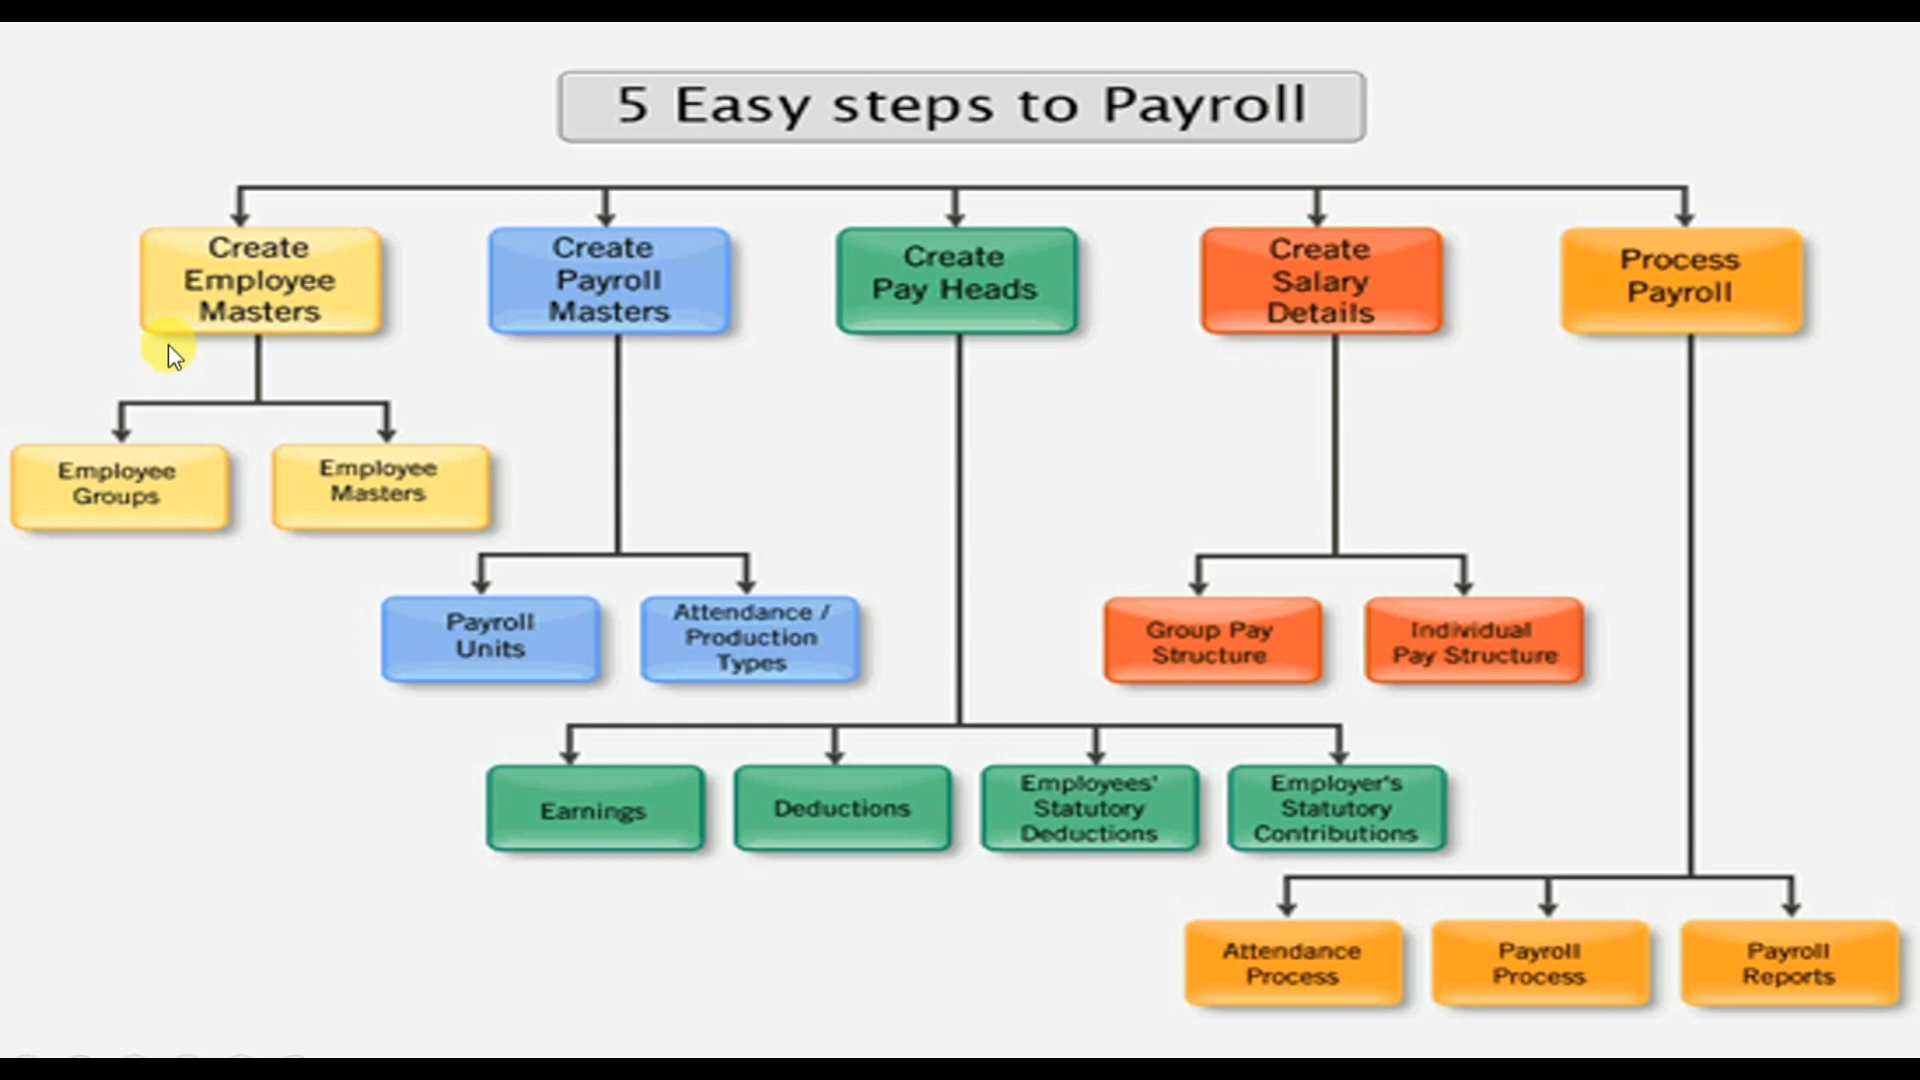 5 Easy steps to Payroll
Create
Employee
Masters
Create
Payroll
Masters
Create
Pay Heads
Create
Salary
Details
Process
Payroll
Employee
Groups
Employee
Masters
Payroll
Units
Attendance /
Production
Types
Group Pay
Structure
Individual
Pay Structure
Earnings
Deductions
Employees'
Statutory
Deductions
Employer's
Statutory
Contributions
Attendance
Process
Payroll
Process
Payroll
Reports